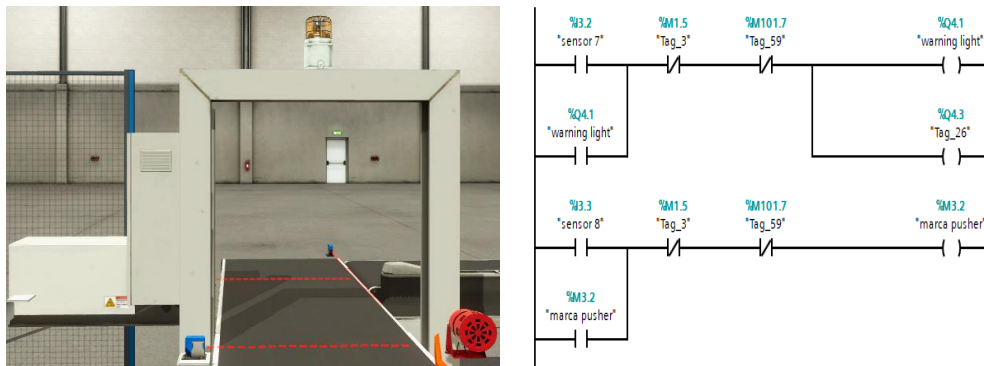 %I3.2 %M1.5 %M101.7 %Q4.1
"sensor 7" "Tag_3" "Tag_59" "warning light"
%Q4.1 %Q4.3
"warning light" "Tag_26"
%I3.3 %M1.5 %M101.7 %M3.2
"sensor 8" "Tag_3" "Tag_59" "marca pusher"
%M3.2
"marca pusher"